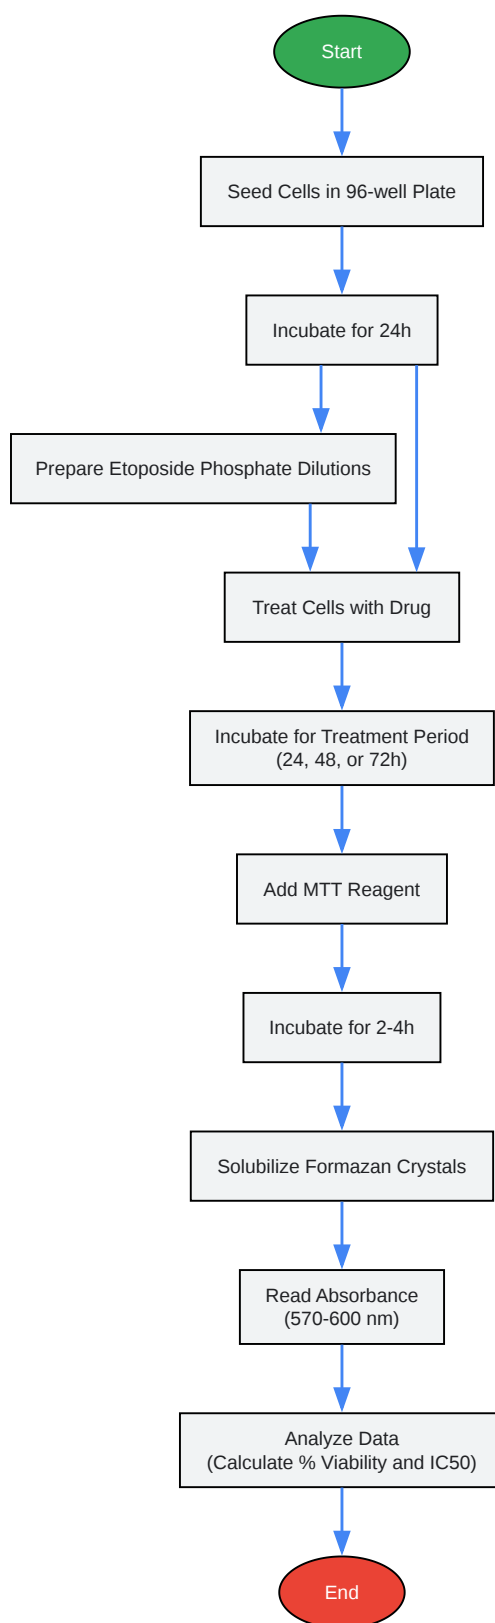 Start
Seed Cells in 96-well Plate
Incubate for 24h
Prepare Etoposide Phosphate Dilutions
Treat Cells with Drug
Incubate for Treatment Period
(24, 48, or 72h)
Add MTT Reagent
Incubate for 2-4h
Solubilize Formazan Crystals
Read Absorbance
(570-600 nm)
Analyze Data
(Calculate % Viability and IC50)
End